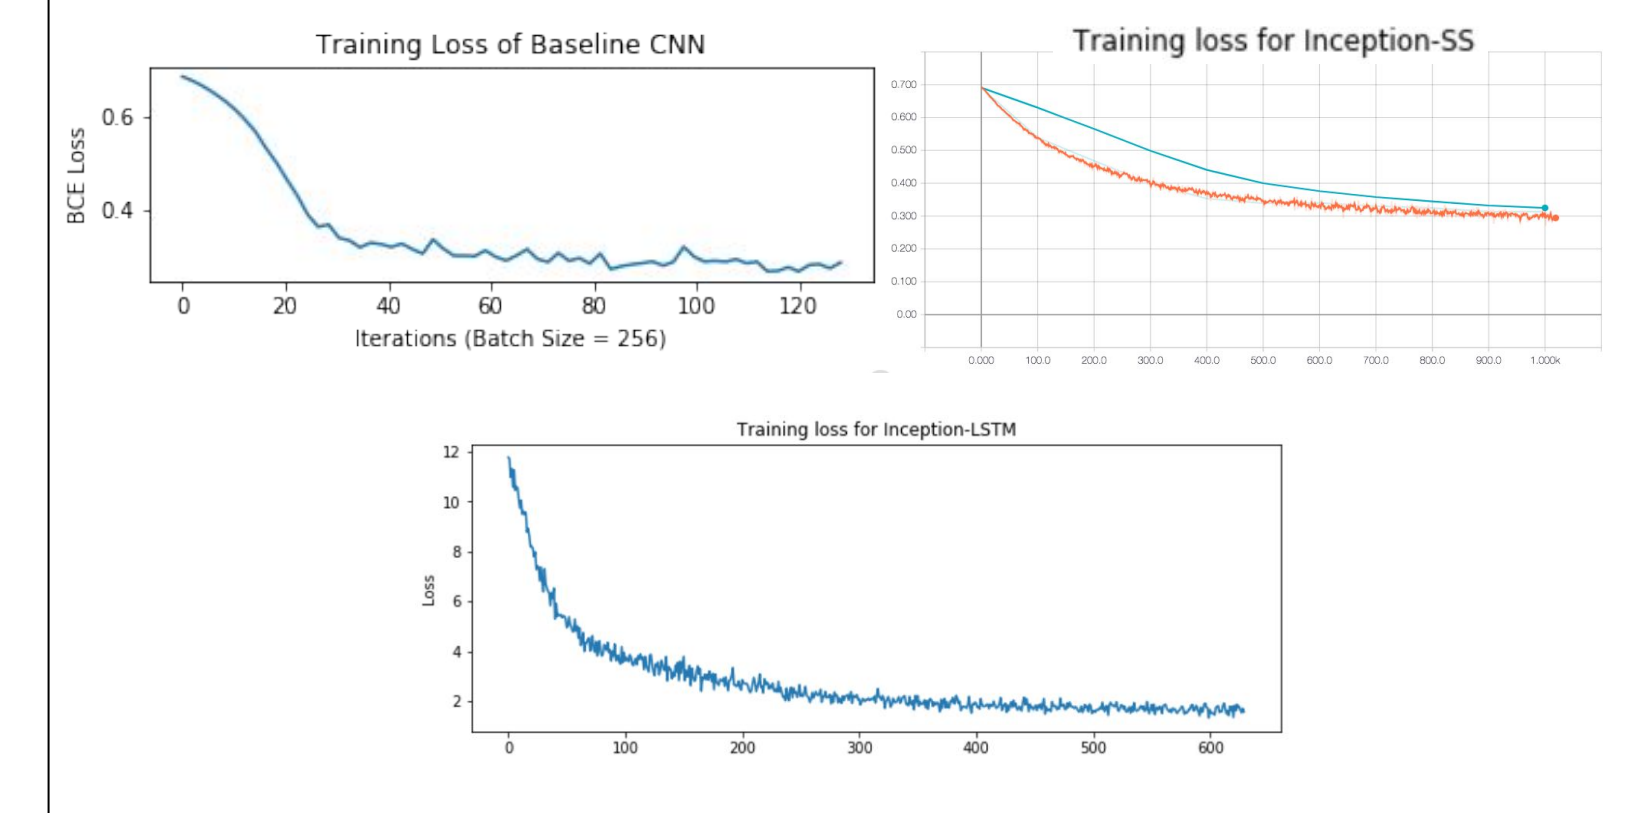 Training Loss of Baseline CNN
BCE Loss
0.6
0.4
0 20 40 60 80 100 120
Iterations (Batch Size = 256)
Training loss for Inception-SS
0.700
0.600
0.500
0.400
0.300
0.200
0.100
0.00
0.000 100.0 200.0 300.0 400.0 500.0 600.0 700.0 800.0 900.0 1.000k
Training loss for Inception-LSTM
Loss
12
10
8
6
4
2
0 100 200 300 400 500 600